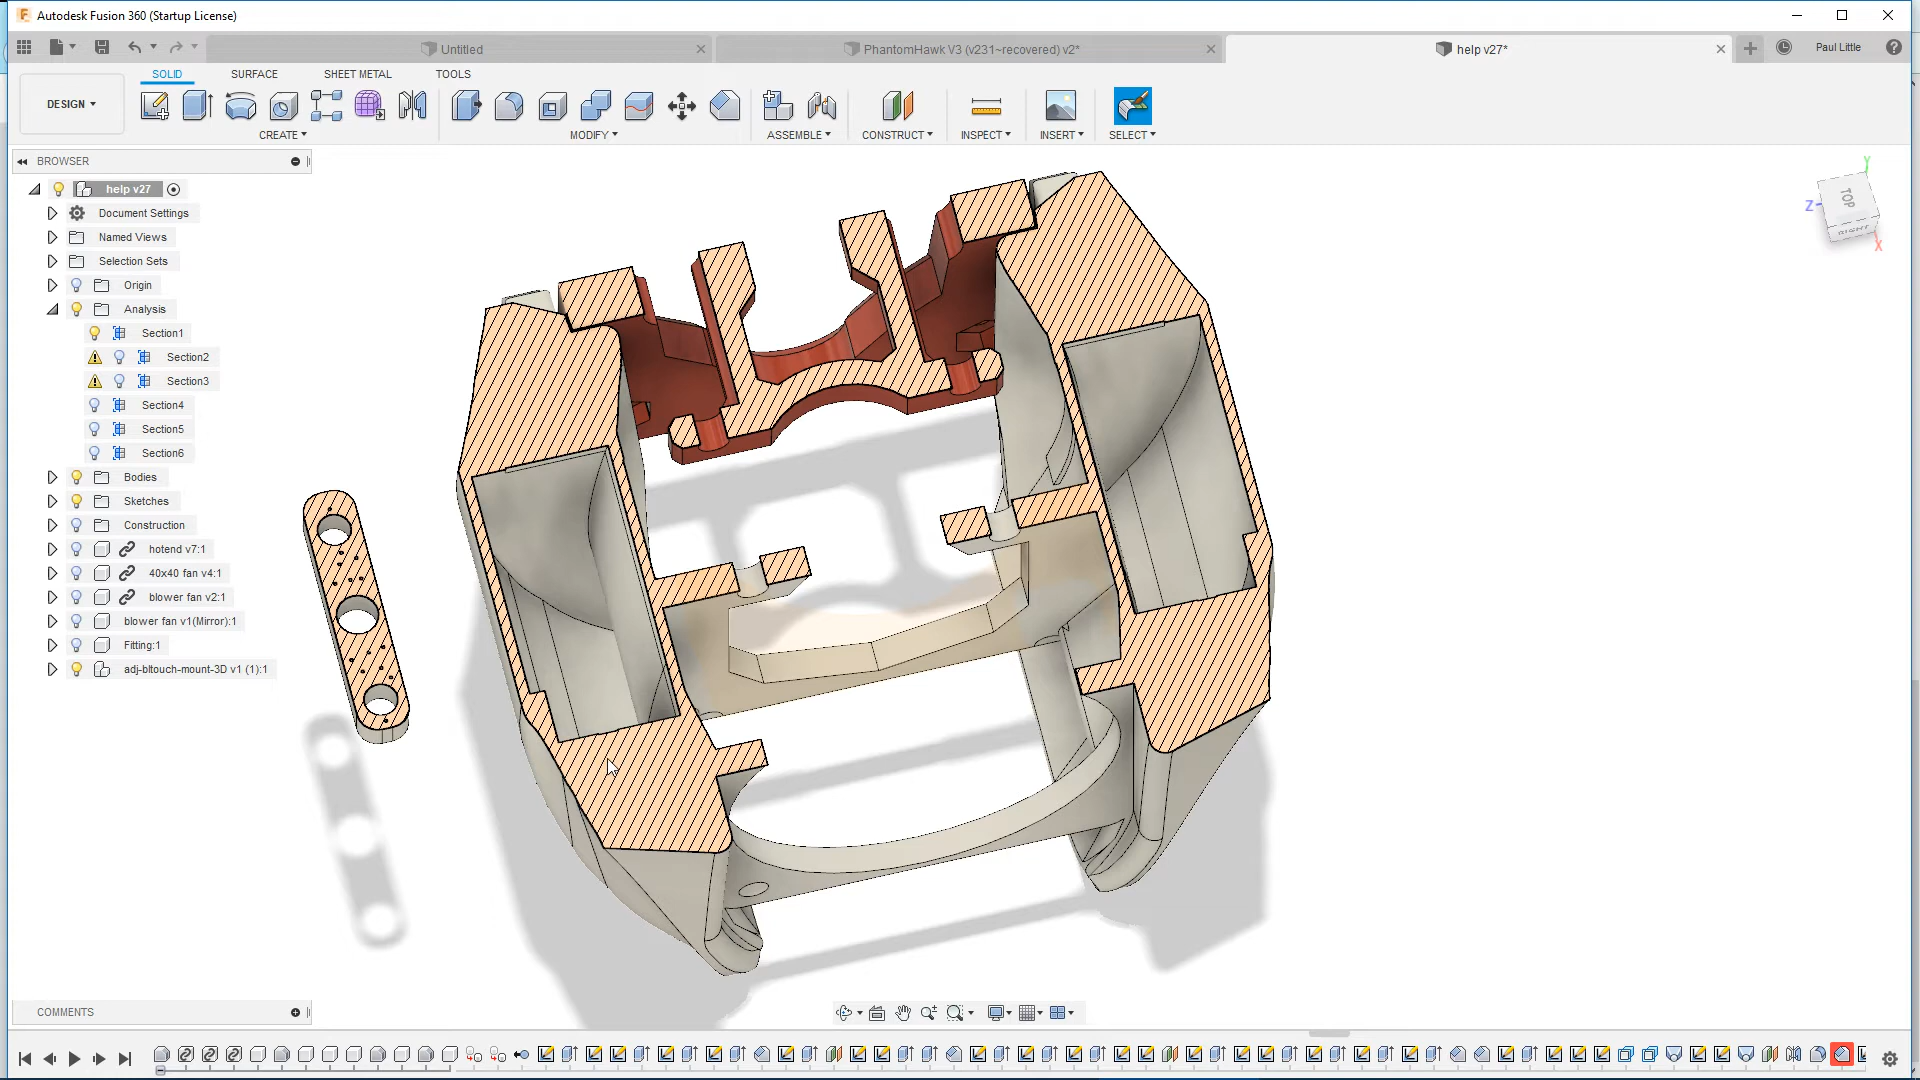 Autodesk Fusion 360 (Startup License)
Untitled
PhantomHawk V3 (v231~recovered) v2*
help v27*
Paul Little
SOLID
SURFACE
SHEET METAL
TOOLS
DESIGN
CREATE
MODIFY
ASSEMBLE
CONSTRUCT
INSPECT
INSERT
SELECT
BROWSER
help v27
Document Settings
Named Views
Selection Sets
Origin
Analysis
Section1
Section2
Section3
Section4
Section5
Section6
Bodies
Sketches
Construction
hotend v7:1
40x40 fan v4:1
blower fan v2:1
blower fan v1(Mirror):1
Fitting:1
adj-bltouch-mount-3D v1 (1):1
Y
Z
TOP
RIGHT
X
COMMENTS